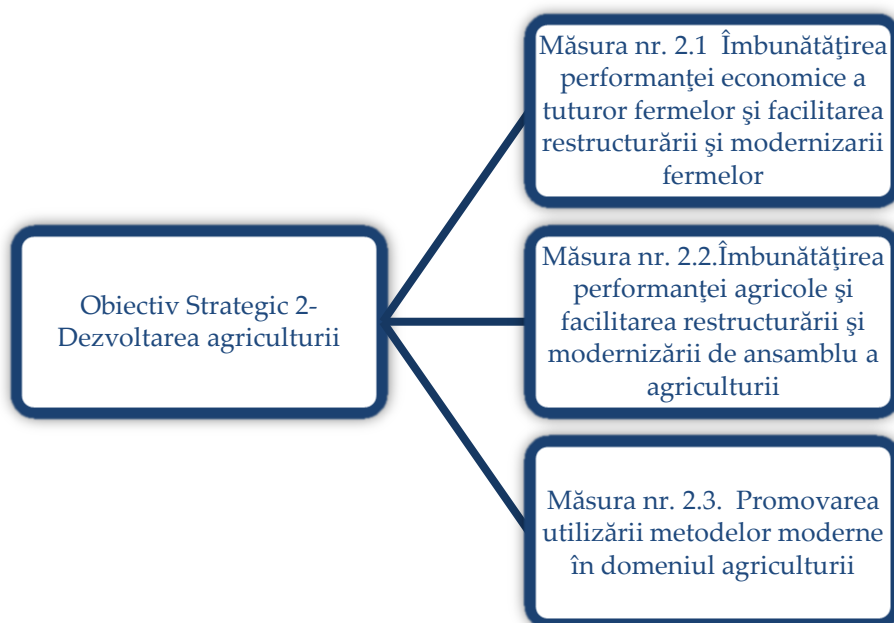 Obiectiv Strategic 2-
Dezvoltarea agriculturii
Măsura nr. 2.1 Îmbunătăţirea
performanţei economice a
tuturor fermelor şi facilitarea
restructurării şi modernizarii
fermelor
Măsura nr. 2.2.Îmbunătăţirea
performanţei agricole şi
facilitarea restructurării şi
modernizării de ansamblu a
agriculturii
Măsura nr. 2.3. Promovarea
utilizării metodelor moderne
în domeniul agriculturii